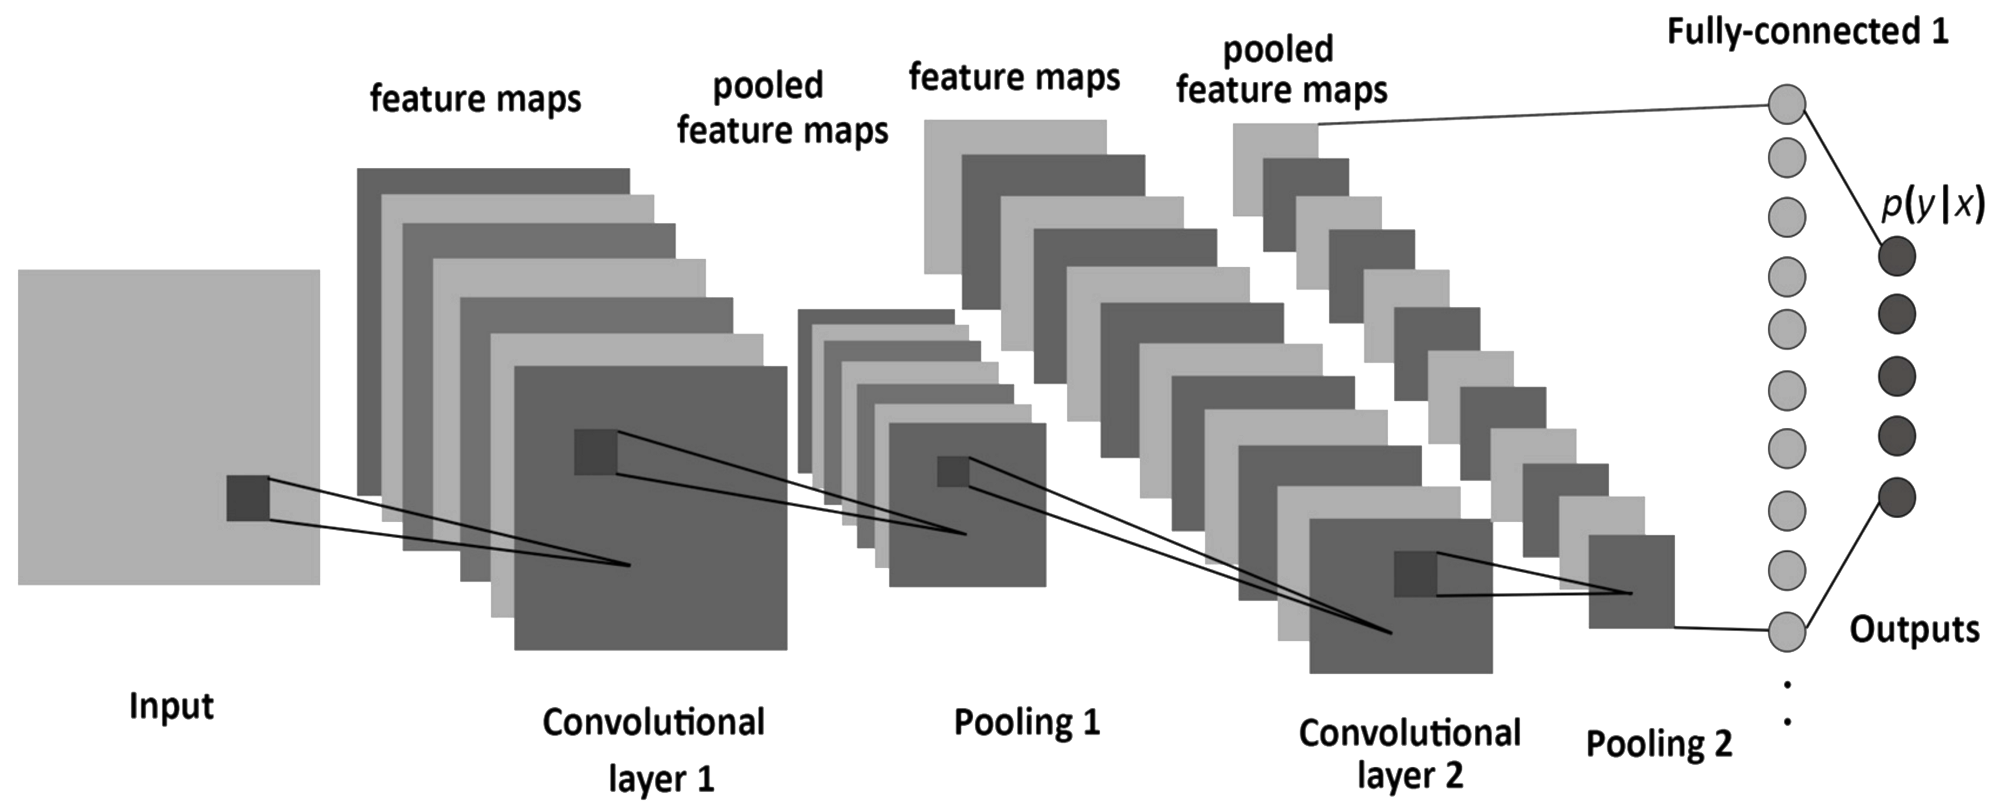 feature maps
pooled
feature maps
feature maps
pooled
feature maps
Fully-connected 1
p(y|x)
Outputs
Input
Convolutional
layer 1
Pooling 1
Convolutional
layer 2
Pooling 2